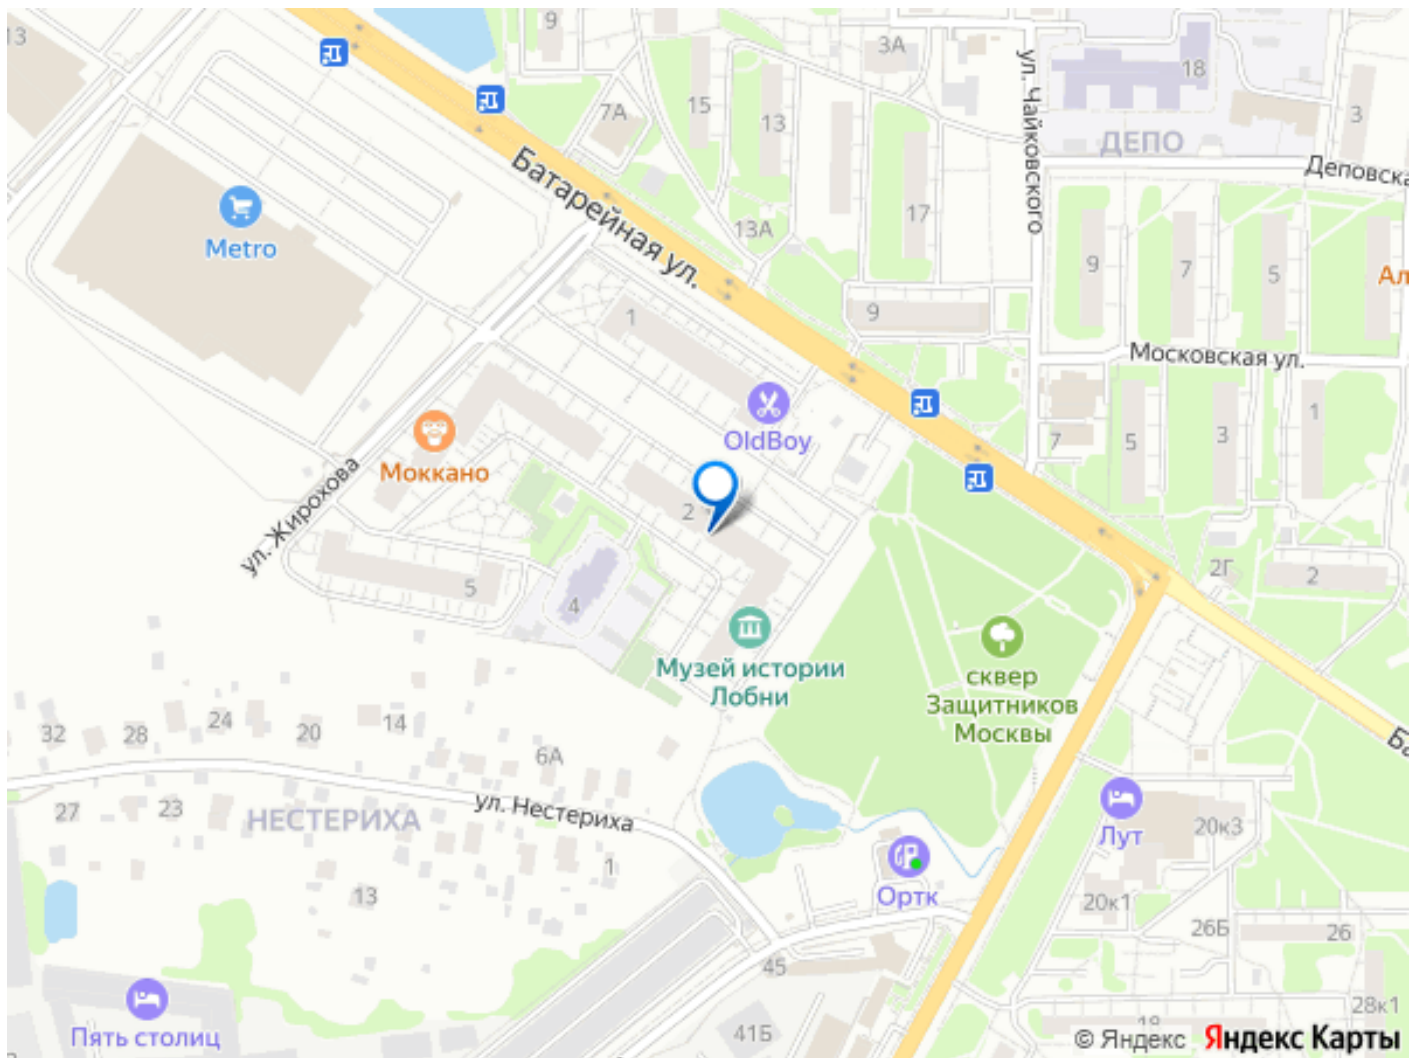 13
9
3А
18
ул. Чайковского
7А
15
13
ДЕПО
3
Деповска
Батарейная ул.
17
13А
Metro
9
7
5
Ал
1
9
Московская ул.
OldBoy
7
5
3
1
Моккано
ул. Жирохова
2
5
4
2Г
2
Музей истории
Лобни
сквер
Защитников
Москвы
32
28
24
20
14
6А
Ба
27
23
НЕСТЕРИХА
ул. Нестериха
1
13
Лут
20к3
Ортк
20к1
26Б
26
45
Пять столиц
41Б
28к1
© Яндекс Яндекс Карты